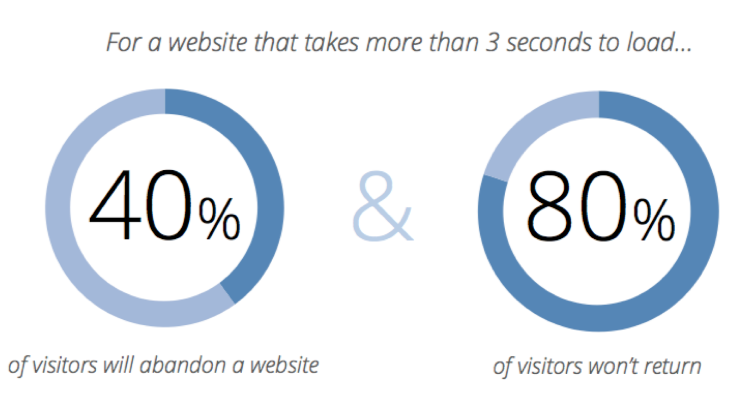 For a website that takes more than 3 seconds to load...
40%
&
80%
of visitors will abandon a website
of visitors won't return